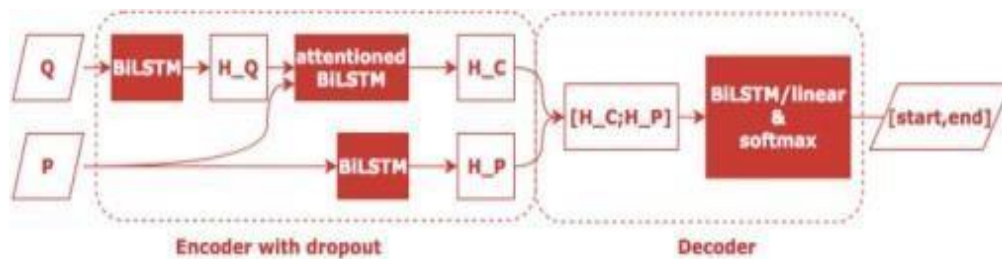 Q
BiLSTM
H_Q
attentioned
BiLSTM
H_C
P
BiLSTM
H_P
[H_C;H_P]
BiLSTM/linear
&
softmax
[start,end]
Encoder with dropout
Decoder